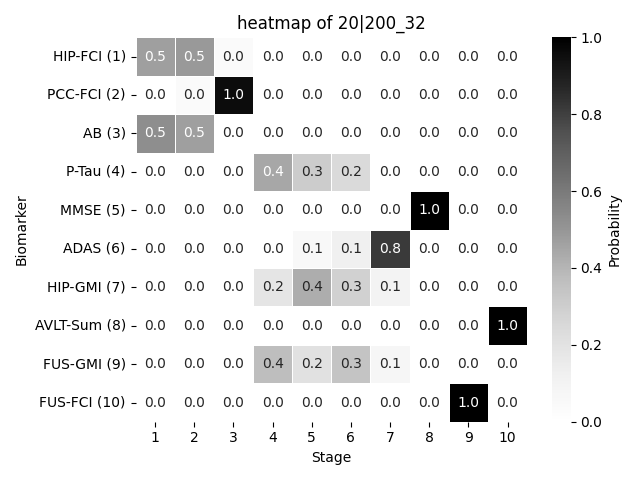 heatmap of 20|200_32
HIP-FCI (1) 0.5 0.5 0.0 0.0 0.0 0.0 0.0 0.0 0.0 0.0
PCC-FCI (2) 0.0 0.0 1.0 0.0 0.0 0.0 0.0 0.0 0.0 0.0
AB (3) 0.5 0.5 0.0 0.0 0.0 0.0 0.0 0.0 0.0 0.0
P-Tau (4) 0.0 0.0 0.0 0.4 0.3 0.2 0.0 0.0 0.0 0.0
MMSE (5) 0.0 0.0 0.0 0.0 0.0 0.0 0.0 1.0 0.0 0.0
ADAS (6) 0.0 0.0 0.0 0.0 0.1 0.1 0.8 0.0 0.0 0.0
HIP-GMI (7) 0.0 0.0 0.0 0.2 0.4 0.3 0.1 0.0 0.0 0.0
AVLT-Sum (8) 0.0 0.0 0.0 0.0 0.0 0.0 0.0 0.0 0.0 1.0
FUS-GMI (9) 0.0 0.0 0.0 0.4 0.2 0.3 0.1 0.0 0.0 0.0
FUS-FCI (10) 0.0 0.0 0.0 0.0 0.0 0.0 0.0 0.0 1.0 0.0
1 2 3 4 5 6 7 8 9 10
Stage
Biomarker
1.0
0.8
0.6
0.4
0.2
0.0
Probability